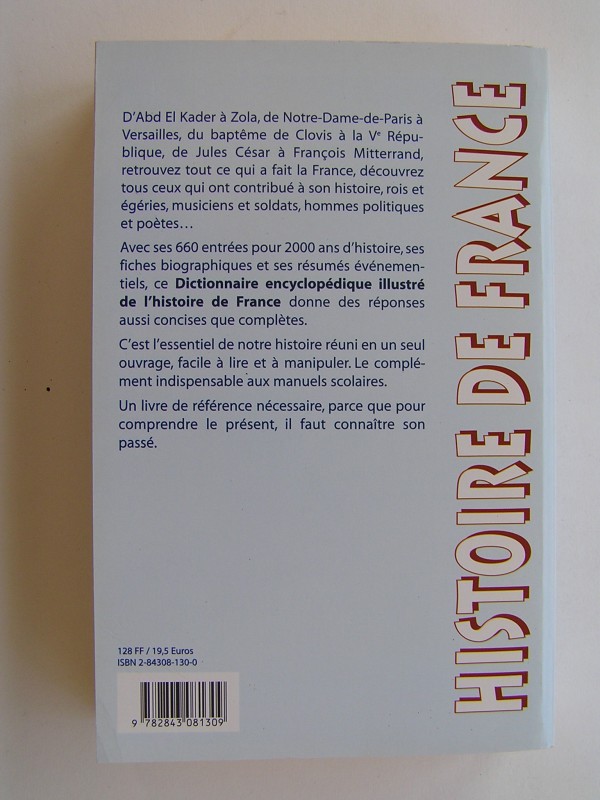 D'Abd El Kader à Zola, de Notre-Dame-de-Paris à
Versailles, du baptême de Clovis à la Ve Répu-
blique, de Jules César à François Mitterrand,
retrouvez tout ce qui a fait la France, découvrez
tous ceux qui ont contribué à son histoire, rois et
égéries, musiciens et soldats, hommes politiques
et poètes...
Avec ses 660 entrées pour 2000 ans d'histoire, ses
fiches biographiques et ses résumés événemen-
tiels, ce Dictionnaire encyclopédique illustré
de l'histoire de France donne des réponses
aussi concises que complètes.
C'est l'essentiel de notre histoire réuni en un seul
ouvrage, facile à lire et à manipuler. Le complé-
ment indispensable aux manuels scolaires.
Un livre de référence nécessaire, parce que pour
comprendre le présent, il faut connaître son
passé.
128 FF / 19,5 Euros
ISBN 2-84308-130-0
9 782843 081309
HISTOIRE DE FRANCE